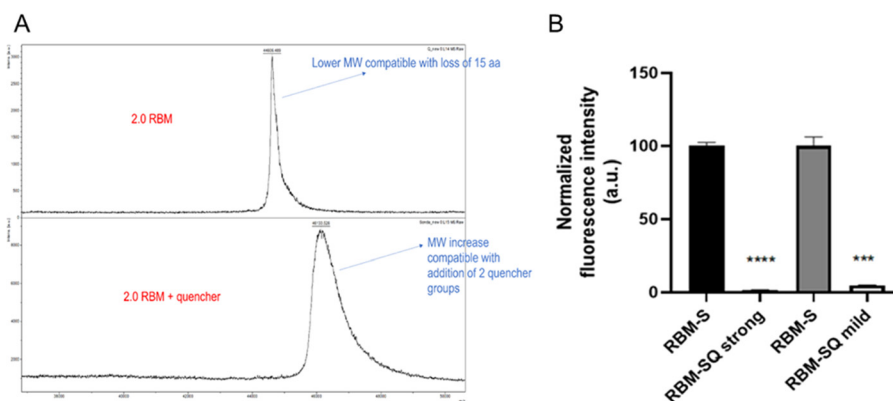 A
Lower MW compatible with loss of 15 aa
2.0 RBM
MW increase
compatible with
addition of 2 quencher
groups
2.0 RBM + quencher
B
Normalized
fluorescence intensity
(a.u.)
150
100
50
0
****
***
RBM-S
RBM-SQ strong
RBM-S
RBM-SQ mild